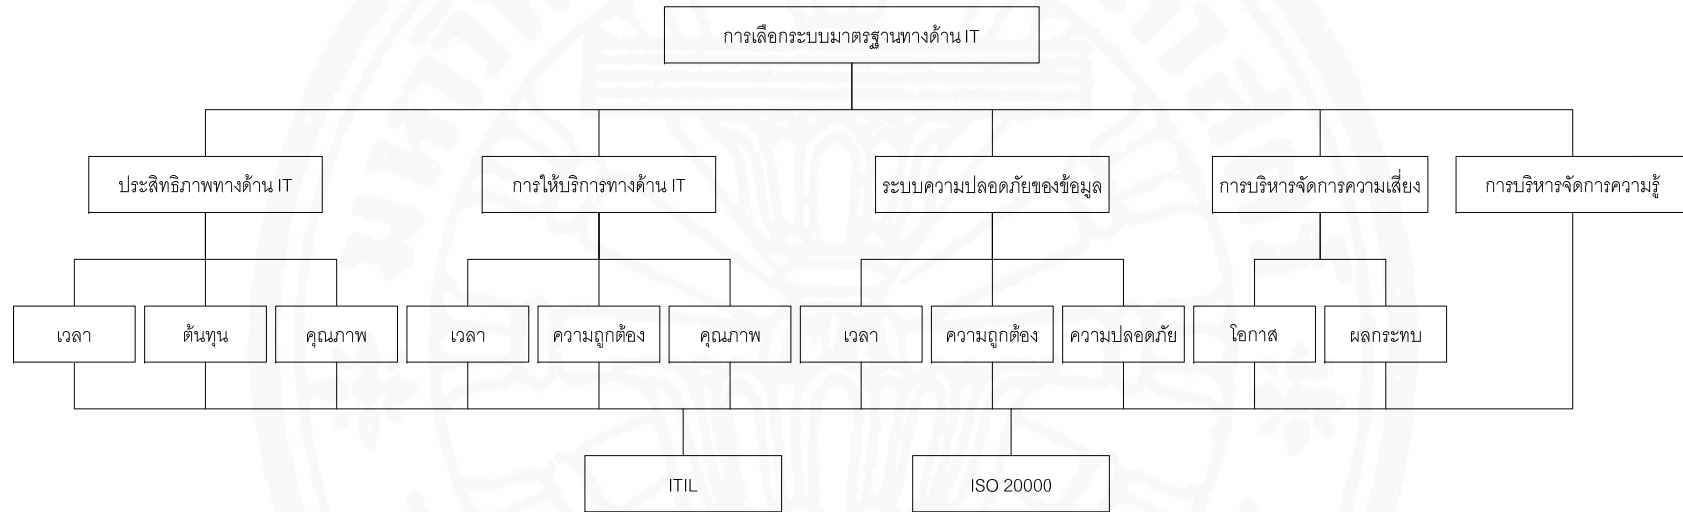 การเลือกระบบมาตรฐานทางด้าน IT
ประสิทธิภาพทางด้าน IT
การให้บริการทางด้าน IT
ระบบความปลอดภัยของข้อมูล
การบริหารจัดการความเสี่ยง
การบริหารจัดการความรู้
เวลา
ต้นทุน
คุณภาพ
เวลา
ความถูกต้อง
คุณภาพ
เวลา
ความถูกต้อง
ความปลอดภัย
โอกาส
ผลกระทบ
ITIL
ISO 20000